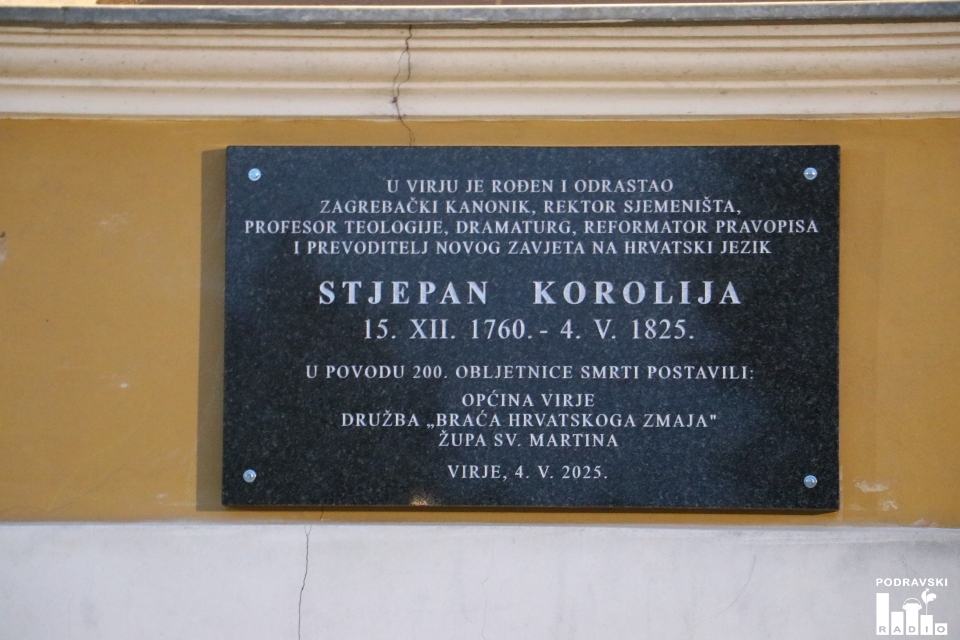 U VIRJU JE ROĐEN I ODRASTAO
ZAGREBAČKI KANONIK, REKTOR SJEMENIŠTA,
PROFESOR TEOLOGIJE, DRAMATURG, REFORMATOR PRAVOPISA
I PREVODITELJ NOVOG ZAVJETA NA HRVATSKI JEZIK
STJEPAN KOROLIJA
15. XII. 1760. - 4. V. 1825.
U POVODU 200. OBLJETNICE SMRTI POSTAVILI:
OPĆINA VIRJE
DRUŽBA „BRAĆA HRVATSKOGA ZMAJA"
ŽUPA SV. MARTINA
VIRJE, 4. V. 2025.
PODRAVSKI
RADIO